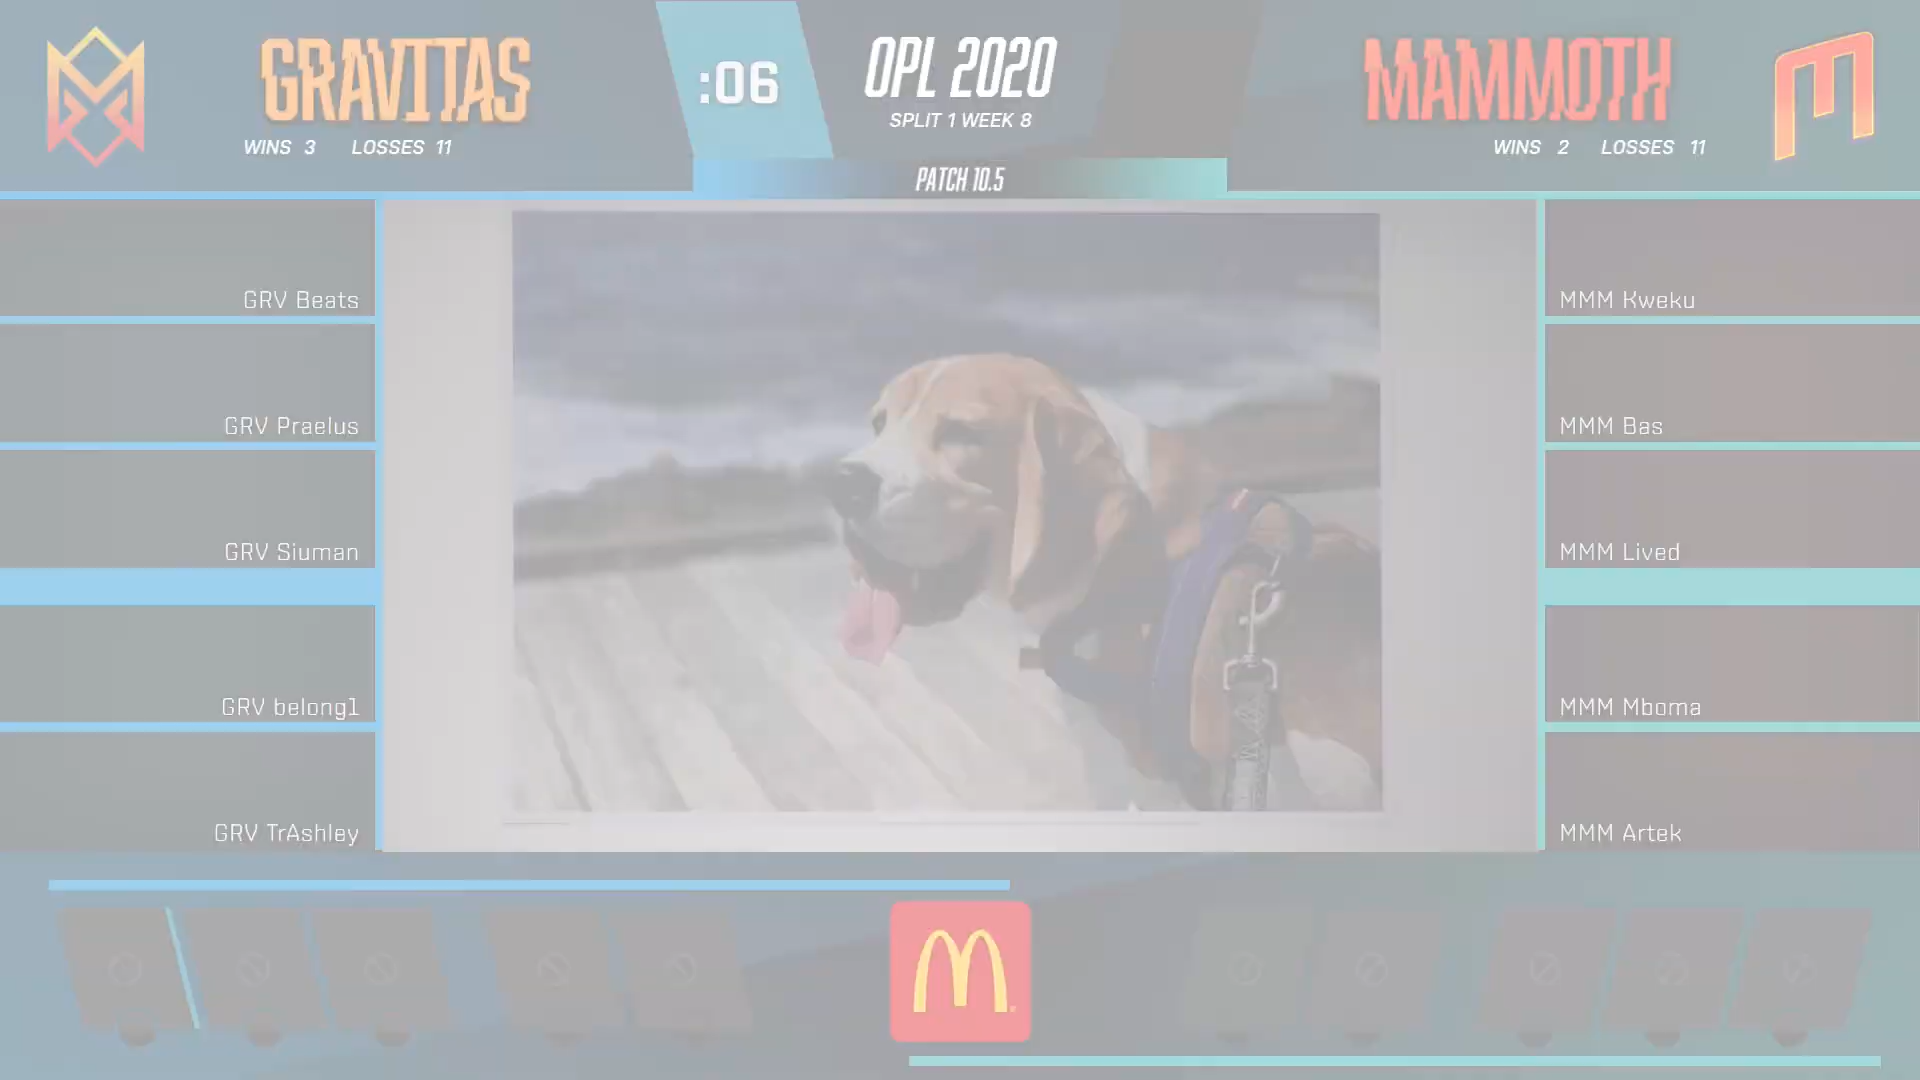 GRAVITAS
WINS 3 LOSSES 11
:06
OPL 2020
SPLIT 1 WEEK 8
PATCH 10.5
MAMMOTH
WINS 2 LOSSES 11
GRV Beats
GRV Praelus
GRV Siuman
GRV belong1
GRV TrAshley
MMM Kweku
MMM Bas
MMM Lived
MMM Mboma
MMM Artek